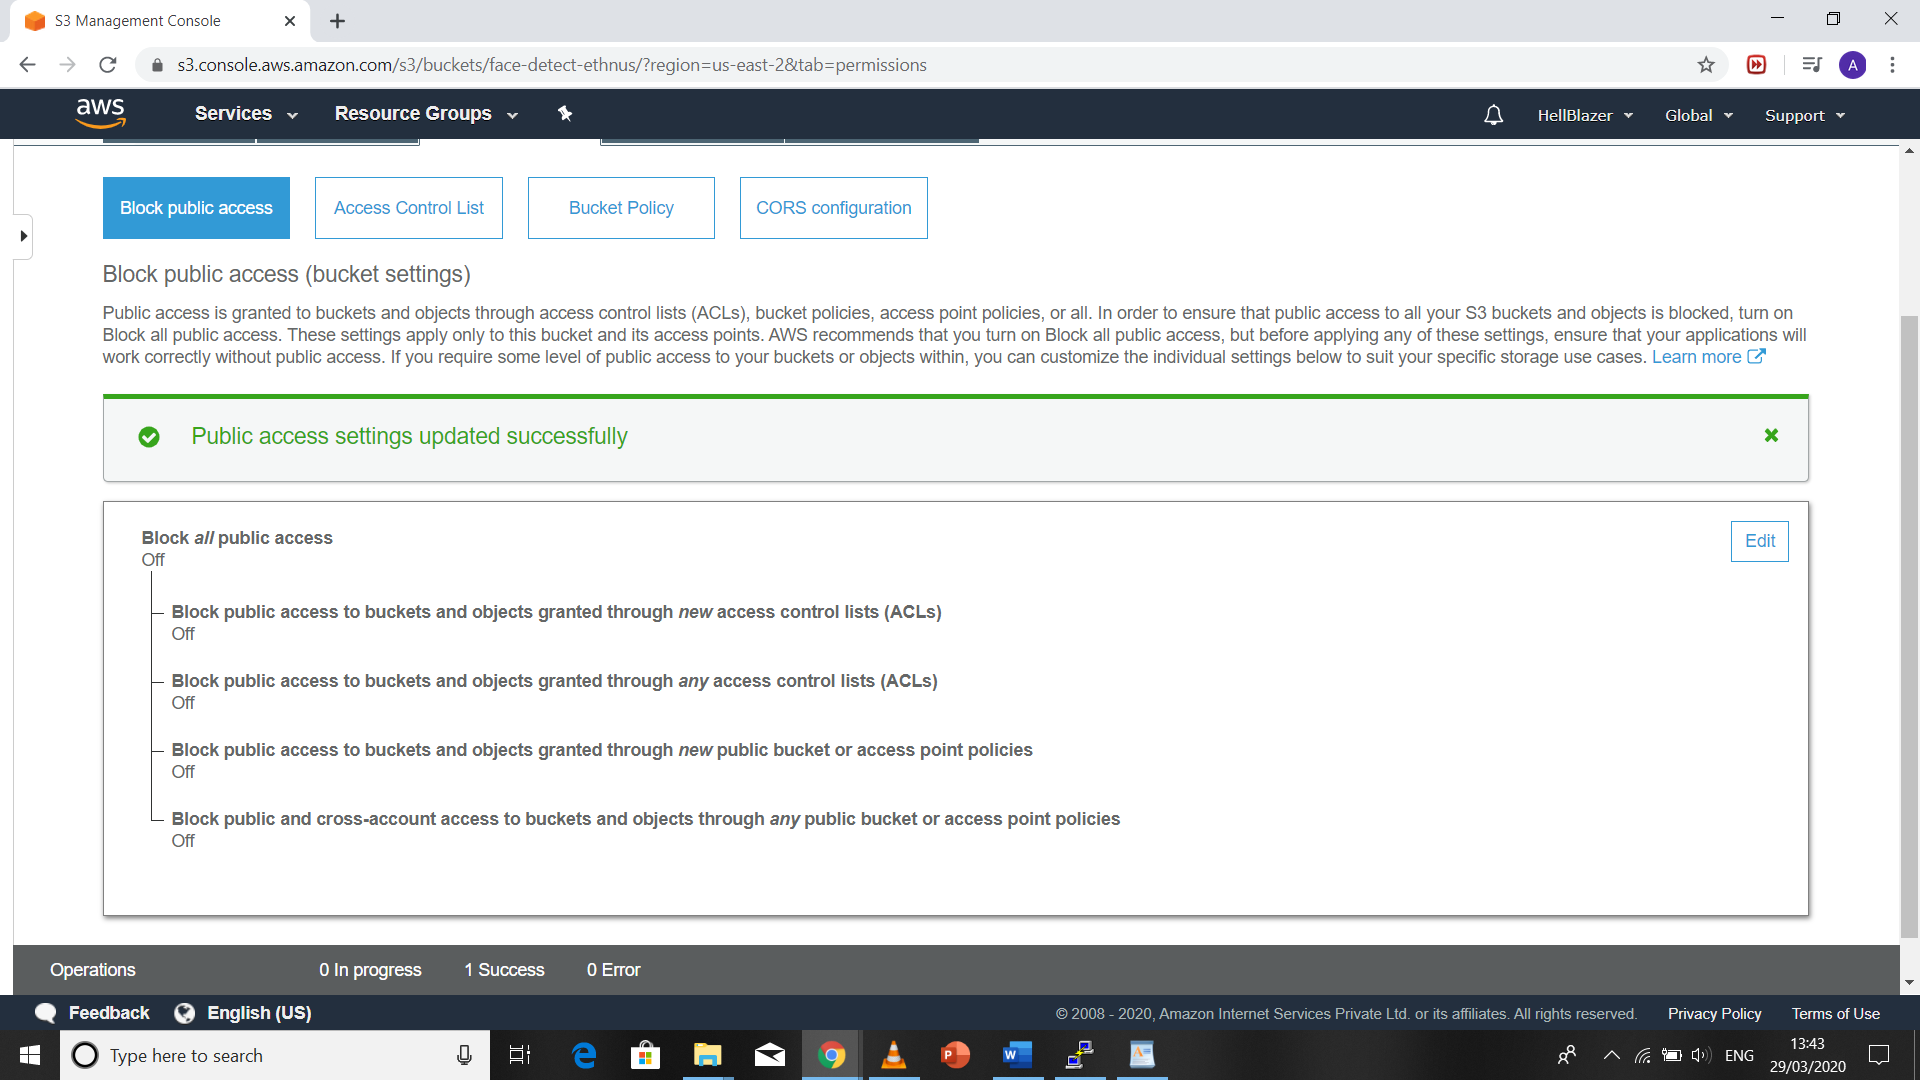 S3 Management Console
s3.console.aws.amazon.com/s3/buckets/face-detect-ethnus/?region=us-east-2&tab=permissions
A
aws
Services
Resource Groups
HellBlazer
Global
Support
Block public access
Access Control List
Bucket Policy
CORS configuration
Block public access (bucket settings)
Public access is granted to buckets and objects through access control lists (ACLs), bucket policies, access point policies, or all. In order to ensure that public access to all your S3 buckets and objects is blocked, turn on
Block all public access. These settings apply only to this bucket and its access points. AWS recommends that you turn on Block all public access, but before applying any of these settings, ensure that your applications will
work correctly without public access. If you require some level of public access to your buckets or objects within, you can customize the individual settings below to suit your specific storage use cases. Learn more
Public access settings updated successfully
Block all public access
Off
Edit
Block public access to buckets and objects granted through new access control lists (ACLs)
Off
Block public access to buckets and objects granted through any access control lists (ACLs)
Off
Block public access to buckets and objects granted through new public bucket or access point policies
Off
Block public and cross-account access to buckets and objects through any public bucket or access point policies
Off
Operations
0 In progress
1 Success
0 Error
Feedback
English (US)
© 2008 - 2020, Amazon Internet Services Private Ltd. or its affiliates. All rights reserved.
Privacy Policy
Terms of Use
Type here to search
ENG
13:43
29/03/2020